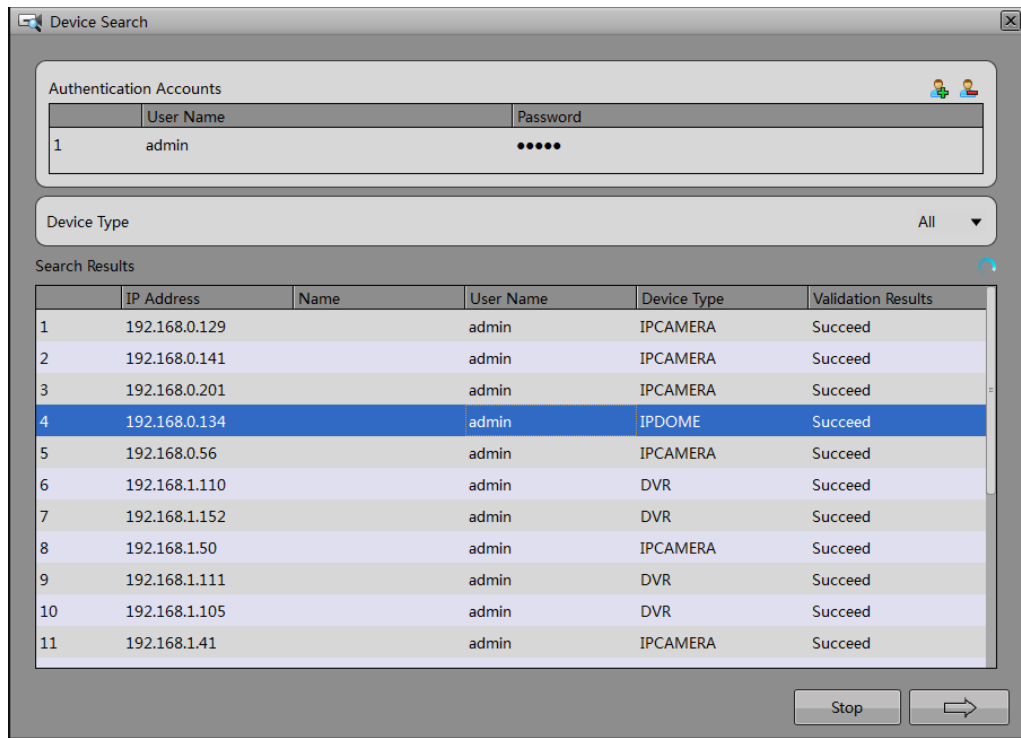 Device Search
Authentication Accounts
User Name Password
1 admin •••••
Device Type All
Search Results
IP Address Name User Name Device Type Validation Results
1 192.168.0.129 admin IPCAMERA Succeed
2 192.168.0.141 admin IPCAMERA Succeed
3 192.168.0.201 admin IPCAMERA Succeed
4 192.168.0.134 admin IPDOME Succeed
5 192.168.0.56 admin IPCAMERA Succeed
6 192.168.1.110 admin DVR Succeed
7 192.168.1.152 admin DVR Succeed
8 192.168.1.50 admin IPCAMERA Succeed
9 192.168.1.111 admin DVR Succeed
10 192.168.1.105 admin DVR Succeed
11 192.168.1.41 admin IPCAMERA Succeed
Stop